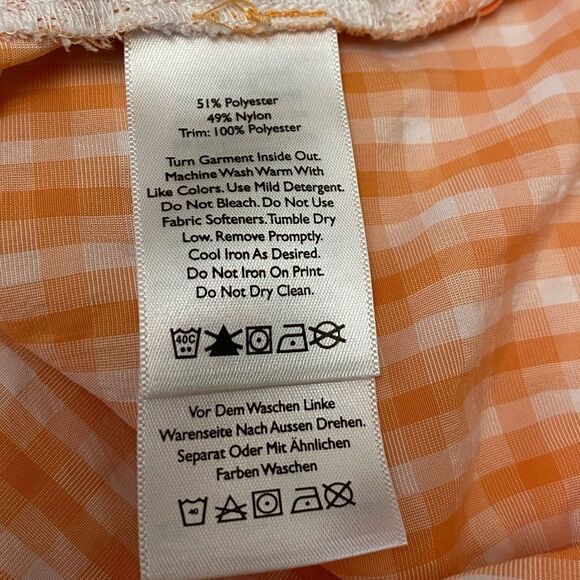 51% Polyester
49% Nylon
Trim: 100% Polyester
Turn Garment Inside Out.
Machine Wash Warm With
Like Colors. Use Mild Detergent.
Do Not Bleach. Do Not Use
Fabric Softeners. Tumble Dry
Low. Remove Promptly.
Cool Iron As Desired.
Do Not Iron On Print.
Do Not Dry Clean.
40C
Vor Dem Waschen Linke
Warenseite Nach Aussen Drehen.
Separat Oder Mit Ähnlichen
Farben Waschen
40